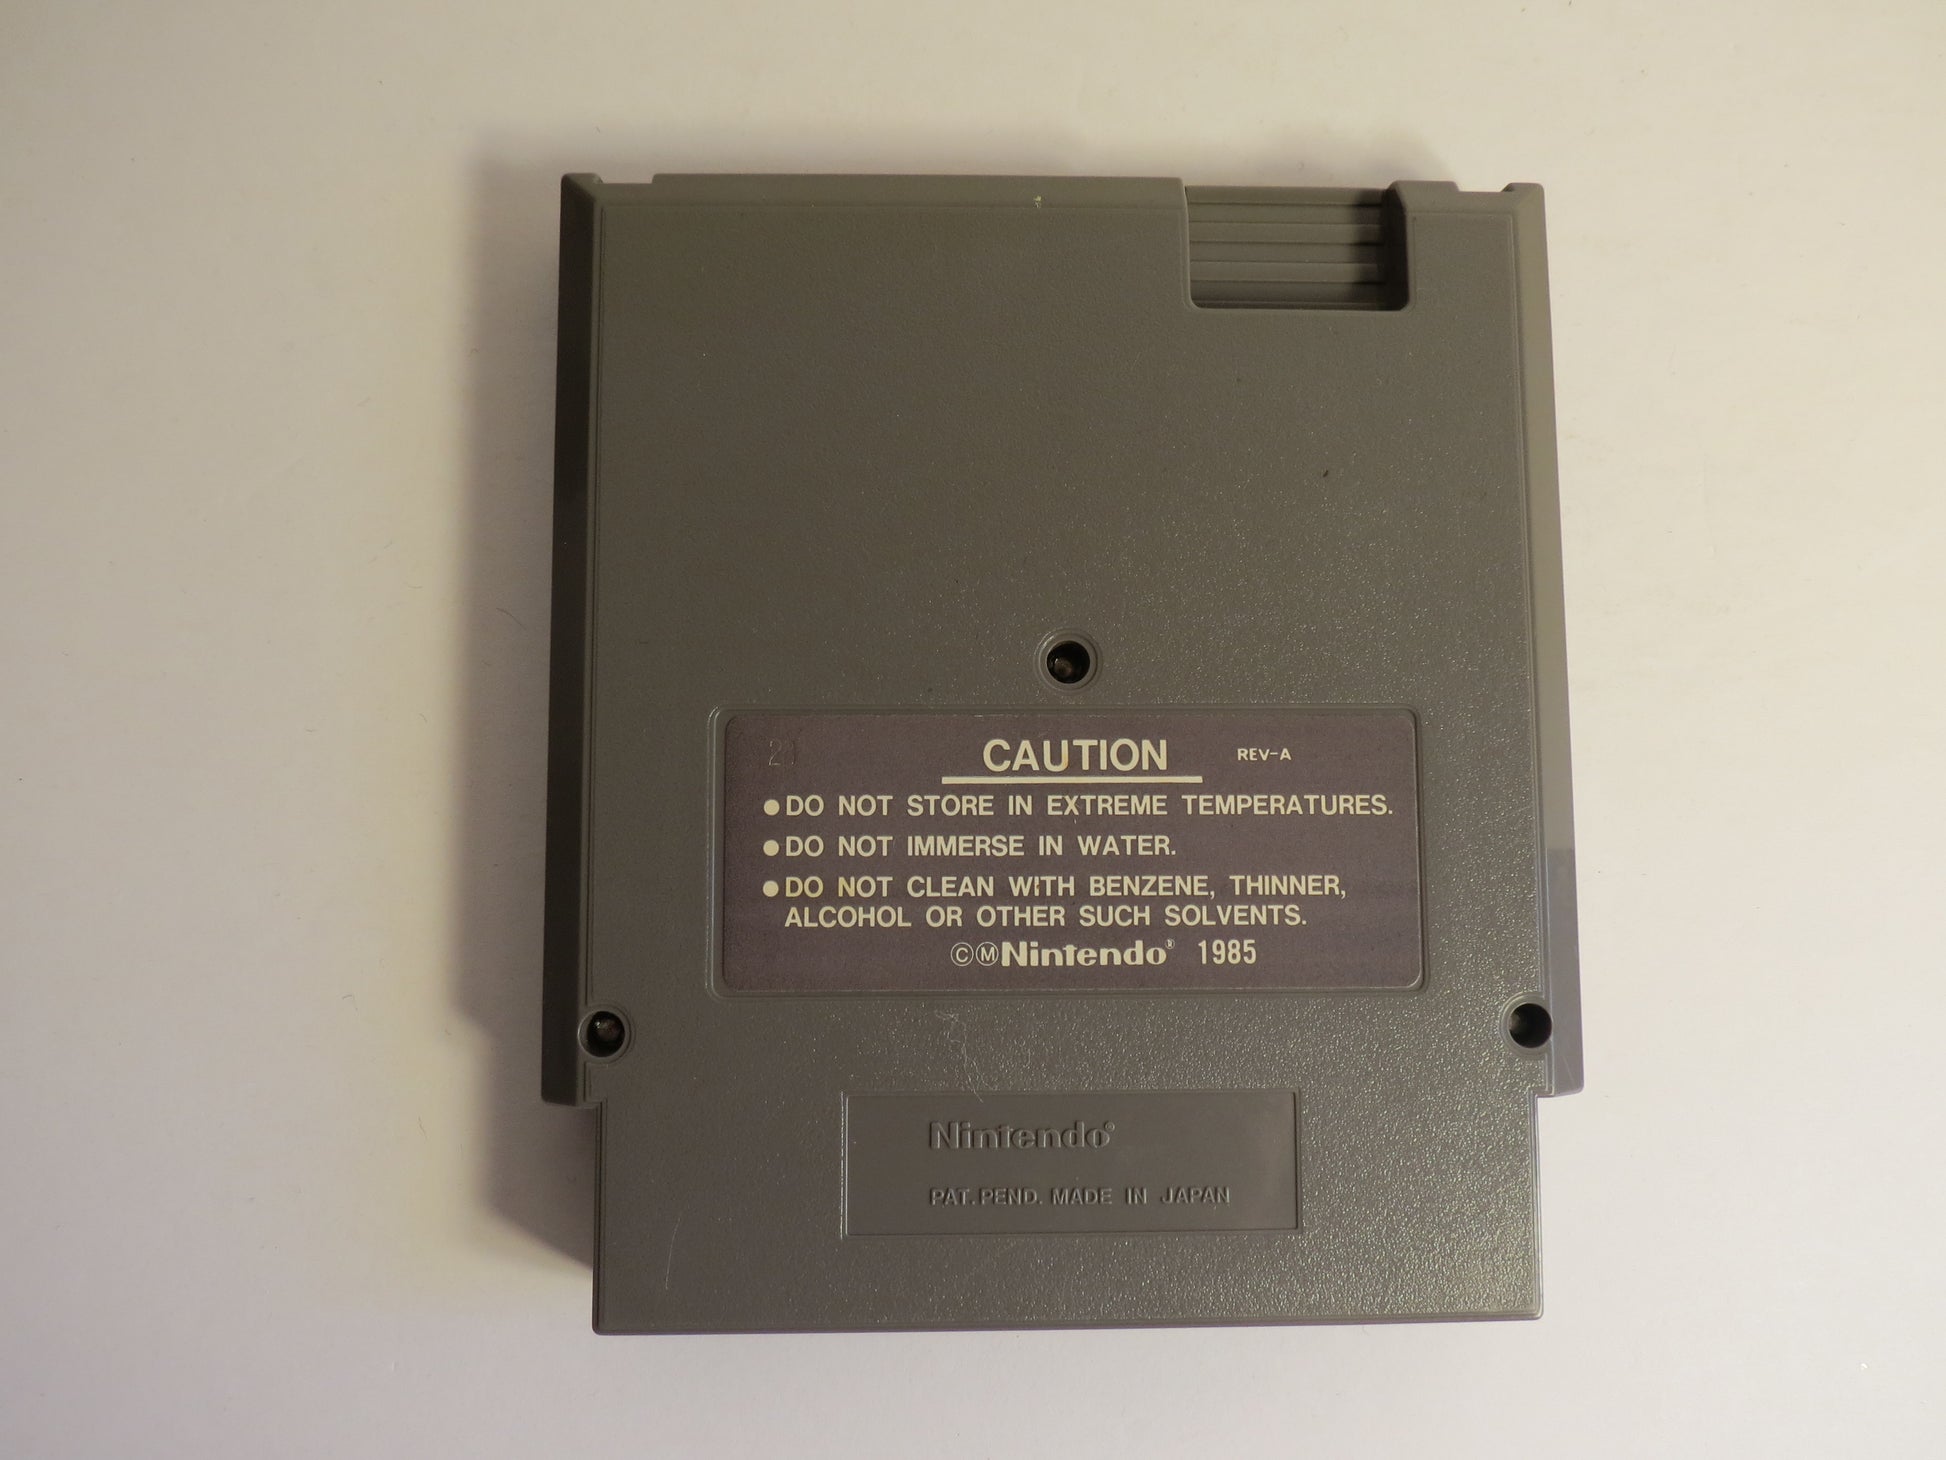 CAUTION REV-A
●DO NOT STORE IN EXTREME TEMPERATURES.
●DO NOT IMMERSE IN WATER.
●DO NOT CLEAN WITH BENZENE, THINNER,
ALCOHOL OR OTHER SUCH SOLVENTS.
©ⓂNintendo® 1985
Nintendo®
PAT. PEND. MADE IN JAPAN